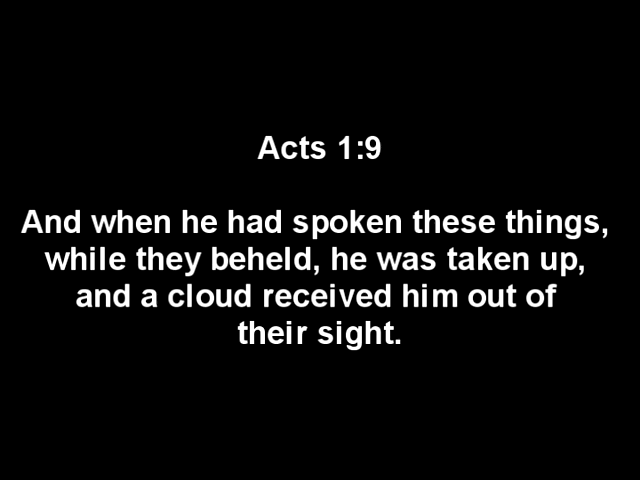 Acts 1:9
And when he had spoken these things,
while they beheld, he was taken up,
and a cloud received him out of
their sight.